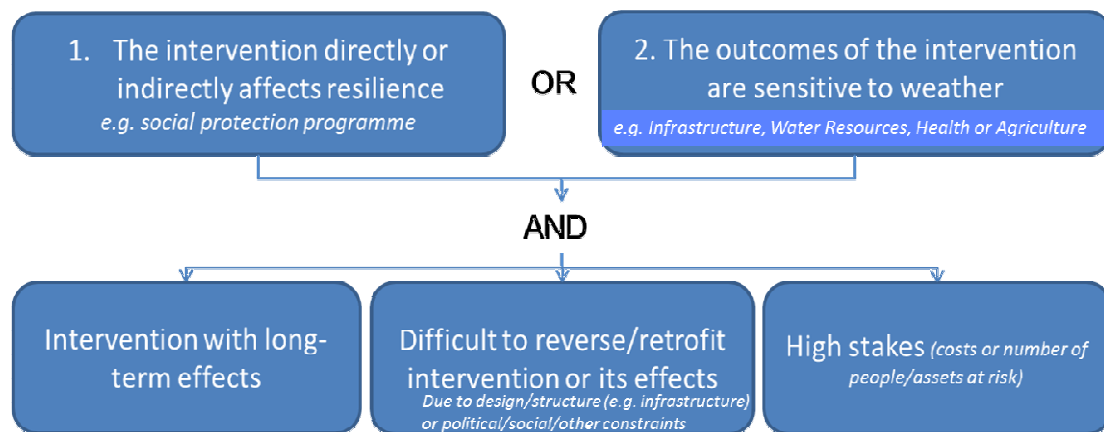 1. The intervention directly or
indirectly affects resilience
e.g. social protection programme
OR
2. The outcomes of the intervention
are sensitive to weather
e.g. Infrastructure, Water Resources, Health or Agriculture
AND
Intervention with long-
term effects
Difficult to reverse/retrofit
intervention or its effects
Due to design/structure (e.g. infrastructure)
or political/social/other constraints
High stakes (costs or number of
people/assets at risk)